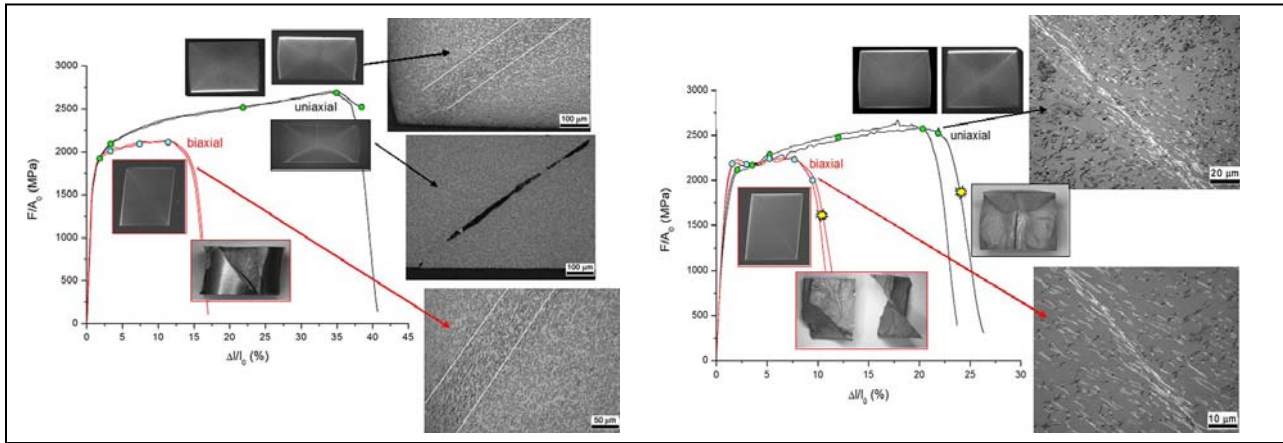 3000
2500
2000
1500
1000
500
0
F/A₀ (MPa)
uniaxial
biaxial
0 5 10 15 20 25 30 35 40 45
Δl/l₀ (%)
100 µm
100 µm
50 µm
3000
2500
2000
1500
1000
500
0
F/A₀ (MPa)
uniaxial
biaxial
0 5 10 15 20 25 30
Δl/l₀ (%)
20 µm
10 µm